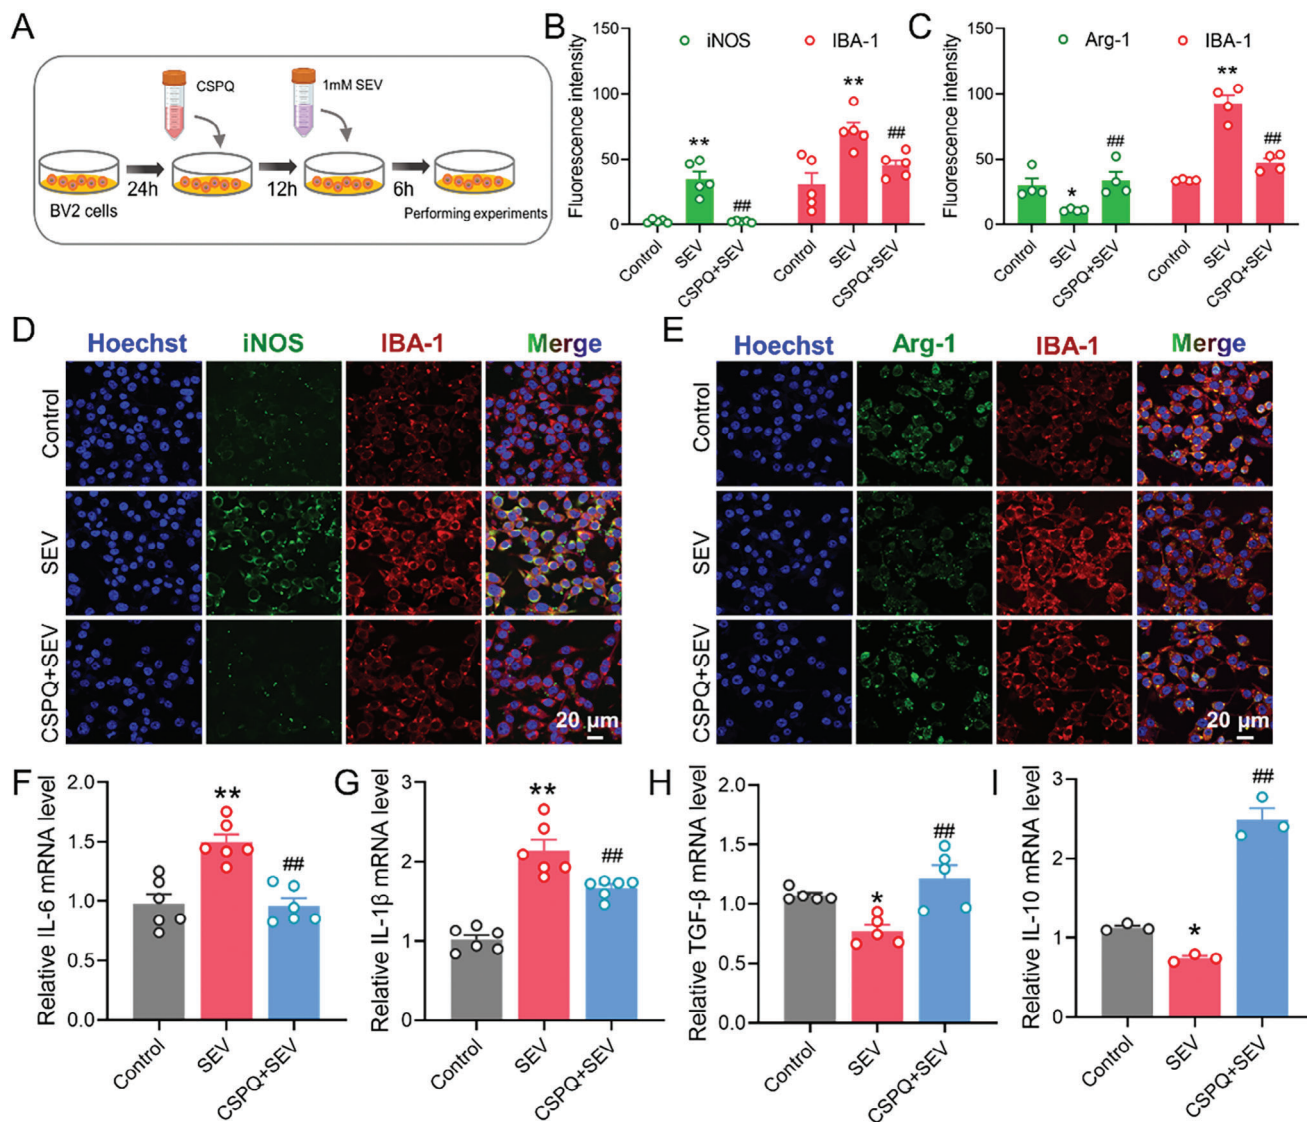 A
CSPQ
1mM SEV
24h
12h
6h
BV2 cells
Performing experiments
B
iNOS
IBA-1
Fluorescence intensity
150
100
50
0
**
##
**
##
Control
SEV
CSPQ+SEV
Control
SEV
CSPQ+SEV
C
Arg-1
IBA-1
Fluorescence intensity
150
100
50
0
*
##
**
##
Control
SEV
CSPQ+SEV
Control
SEV
CSPQ+SEV
D
Hoechst
iNOS
IBA-1
Merge
Control
SEV
CSPQ+SEV
20 µm
E
Hoechst
Arg-1
IBA-1
Merge
Control
SEV
CSPQ+SEV
20 µm
F
Relative IL-6 mRNA level
2.0
1.5
1.0
0.5
0.0
**
##
Control
SEV
CSPQ+SEV
G
Relative IL-1β mRNA level
3
2
1
0
**
##
Control
SEV
CSPQ+SEV
H
Relative TGF-β mRNA level
2.0
1.5
1.0
0.5
0.0
*
##
Control
SEV
CSPQ+SEV
I
Relative IL-10 mRNA level
3
2
1
0
*
##
Control
SEV
CSPQ+SEV